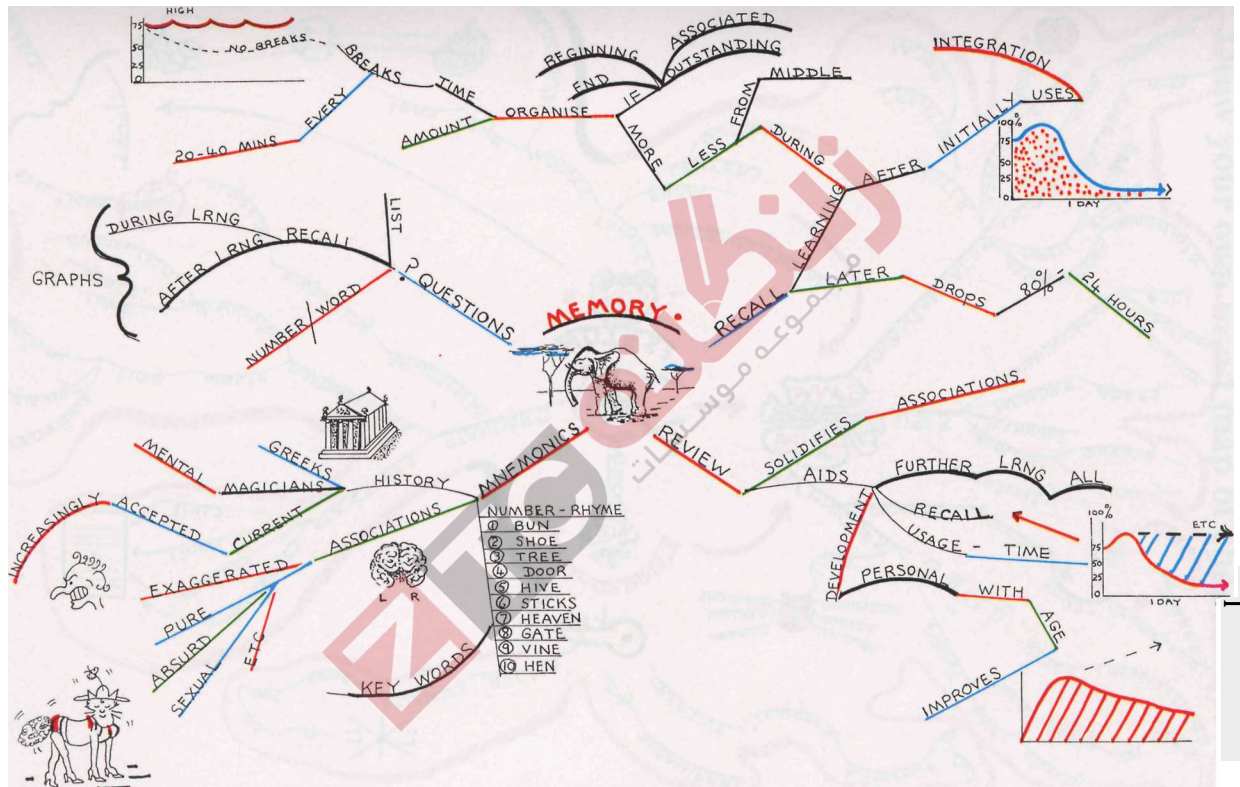 MEMORY.
RECALL
LEARNING
DURING
LESS
FROM
MIDDLE
MORE
IF
BEGINNING
END
ASSOCIATED
OUTSTANDING
ORGANISE
AMOUNT
TIME
BREAKS
EVERY
20-40 MINS
HIGH
75
50
25
0
NO BREAKS
AFTER
INITIALLY
USES
INTEGRATION
100%
75
50
25
0
1 DAY
LATER
DROPS
80%
24 HOURS
REVIEW
SOLIDIFIES
ASSOCIATIONS
AIDS
FURTHER LRNG ALL
RECALL
USAGE - TIME
100%
75
50
25
0
ETC
1 DAY
DEVELOPMENT
PERSONAL
WITH
AGE
IMPROVES
MNEMONICS
NUMBER - RHYME
1 BUN
2 SHOE
3 TREE
4 DOOR
5 HIVE
6 STICKS
7 HEAVEN
8 GATE
9 VINE
10 HEN
KEY WORDS
ASSOCIATIONS
L R
EXAGGERATED
PURE
ABSURD
SEXUAL
ETC
HISTORY
GREEKS
MAGICIANS
MENTAL
CURRENT
ACCEPTED
INCREASINGLY
QUESTIONS
?
LIST
NUMBER/WORD
AFTER LRNG RECALL
DURING LRNG
GRAPHS
مجموعه موسسات